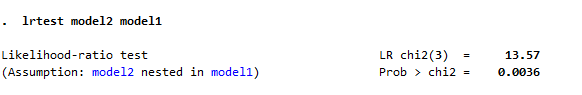 . lrtest model2 model1
Likelihood-ratio test LR chi2(3) = 13.57
(Assumption: model2 nested in model1) Prob > chi2 = 0.0036